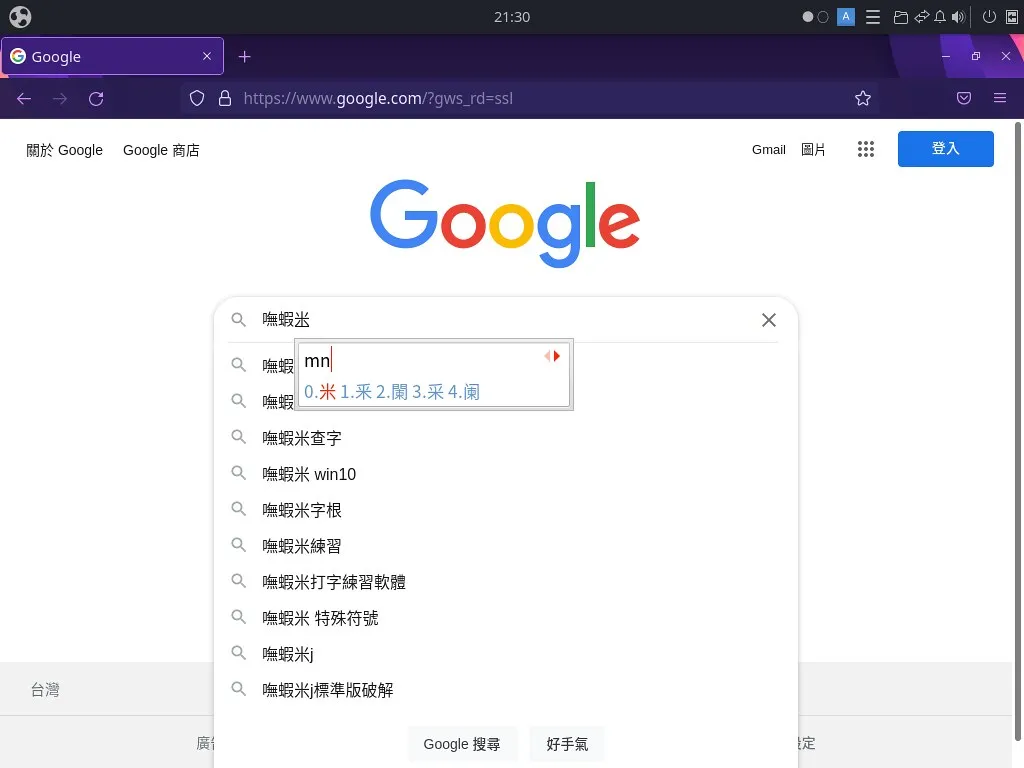 21:30
A
Google
https://www.google.com/?gws_rd=ssl
關於 Google Google 商店 Gmail 圖片 登入
Google
嘸蝦米
嘸蝦
mn
嘸蝦
0.米 1.釆 2.闌 3.采 4.阑
嘸蝦米查字
嘸蝦米 win10
嘸蝦米字根
嘸蝦米練習
嘸蝦米打字練習軟體
嘸蝦米 特殊符號
嘸蝦米j
嘸蝦米j標準版破解
台灣
Google 搜尋 好手氣
廣 定